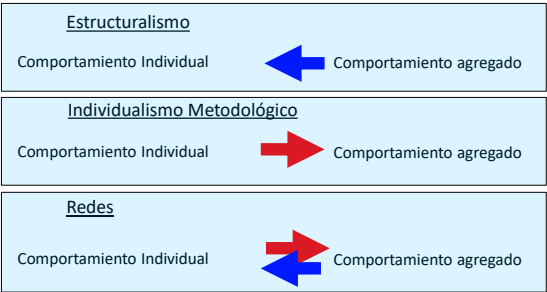 Estructuralismo
Comportamiento Individual Comportamiento agregado
Individualismo Metodológico
Comportamiento Individual Comportamiento agregado
Redes
Comportamiento Individual Comportamiento agregado